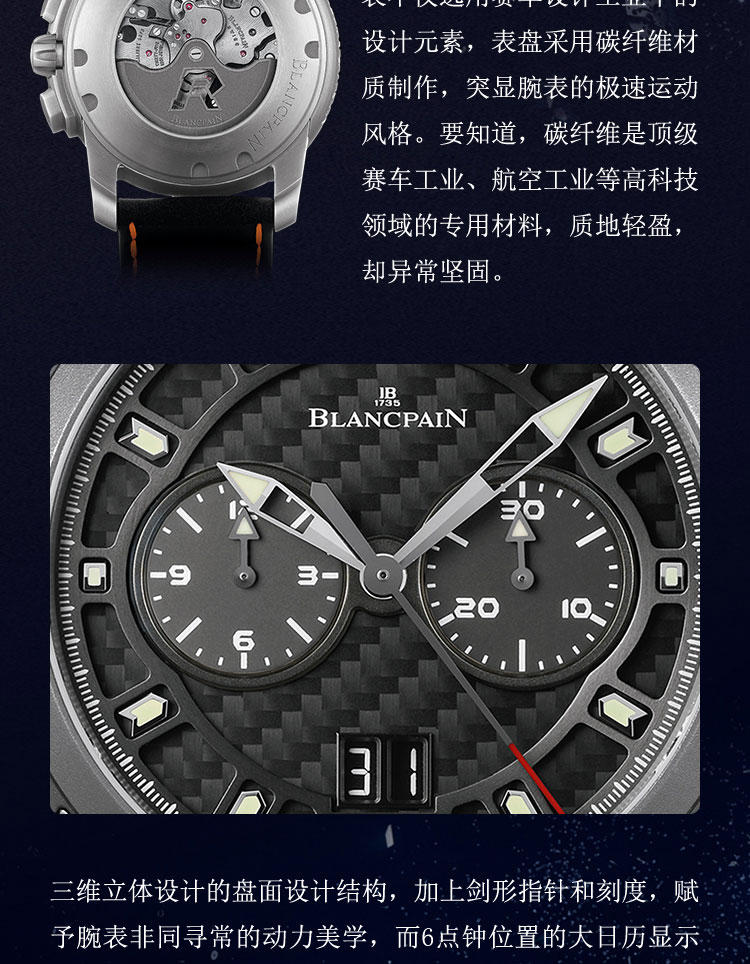 设计元素，表盘采用碳纤维材
质制作，突显腕表的极速运动
风格。要知道，碳纤维是顶级
赛车工业、航空工业等高科技
领域的专用材料，质地轻盈，
却异常坚固。
BLANCPAIN
BLANCPAIN
JB
1735
BLANCPAIN
12
9
3
6
30
20
10
31
三维立体设计的盘面设计结构，加上剑形指针和刻度，赋
予腕表非同寻常的动力美学，而6点钟位置的大日历显示